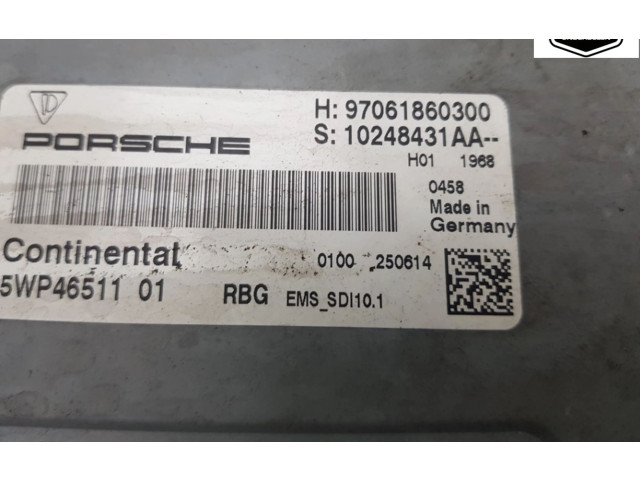 H: 97061860300
PORSCHE
S: 10248431AA--
H01 1968
0458
Made in
Germany
Continental
0100 250614
5WP46511 01
RBG EMS_SDI10.1